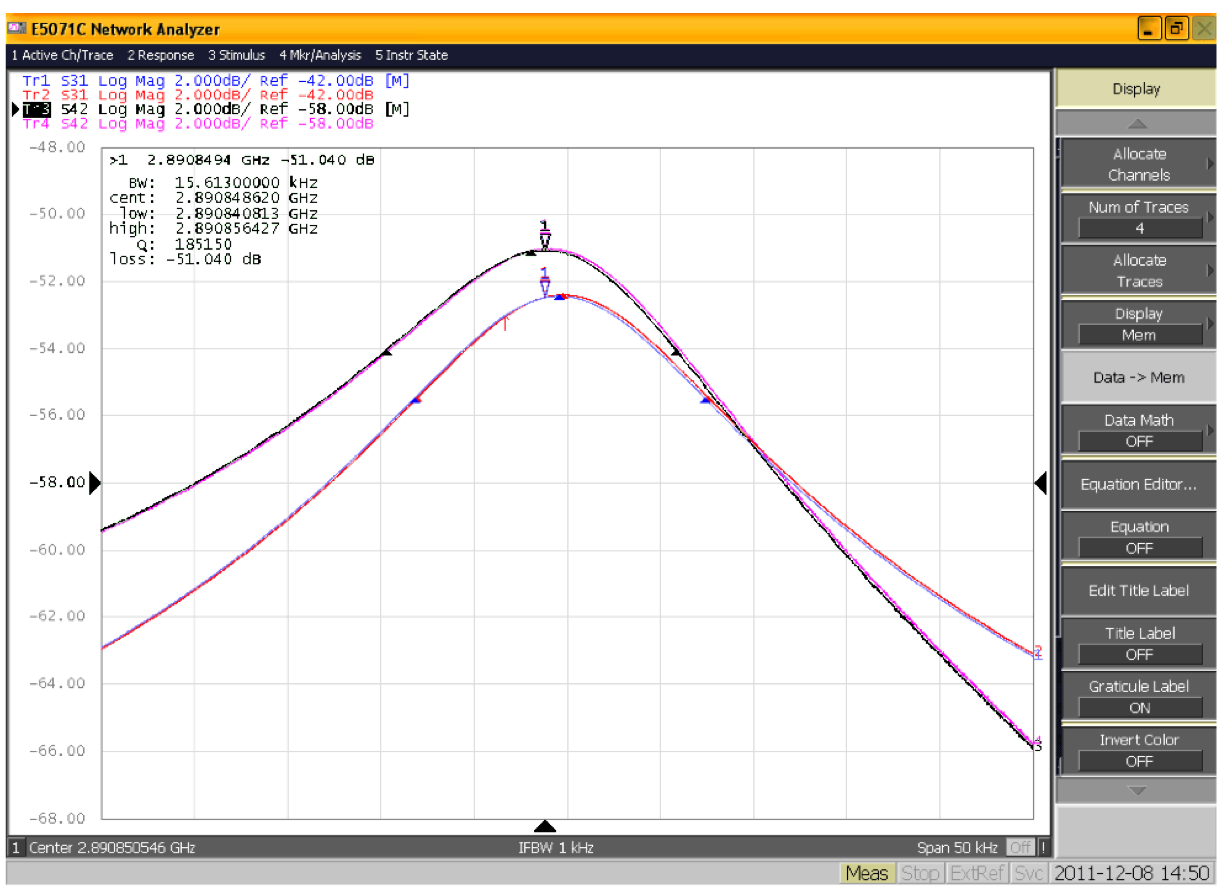 E5071C Network Analyzer
1 Active Ch/Trace 2 Response 3 Stimulus 4 Mkr/Analysis 5 Instr State
Tr1 S31 Log Mag 2.000dB/ Ref -42.00dB [M]
Tr2 S31 Log Mag 2.000dB/ Ref -42.00dB
Tr3 S42 Log Mag 2.000dB/ Ref -58.00dB [M]
Tr4 S42 Log Mag 2.000dB/ Ref -58.00dB
-48.00
-50.00
-52.00
-54.00
-56.00
-58.00
-60.00
-62.00
-64.00
-66.00
-68.00
>1 2.8908494 GHz -51.040 dB
BW: 15.61300000 kHz
cent: 2.890848620 GHz
low: 2.890840813 GHz
high: 2.890856427 GHz
Q: 185150
loss: -51.040 dB
1
1
2
1
4
3
Display
Allocate
Channels
Num of Traces
4
Allocate
Traces
Display
Mem
Data -> Mem
Data Math
OFF
Equation Editor...
Equation
OFF
Edit Title Label
Title Label
OFF
Graticule Label
ON
Invert Color
OFF
1 Center 2.890850546 GHz IFBW 1 kHz Span 50 kHz Off !
Meas Stop ExtRef Svc 2011-12-08 14:50